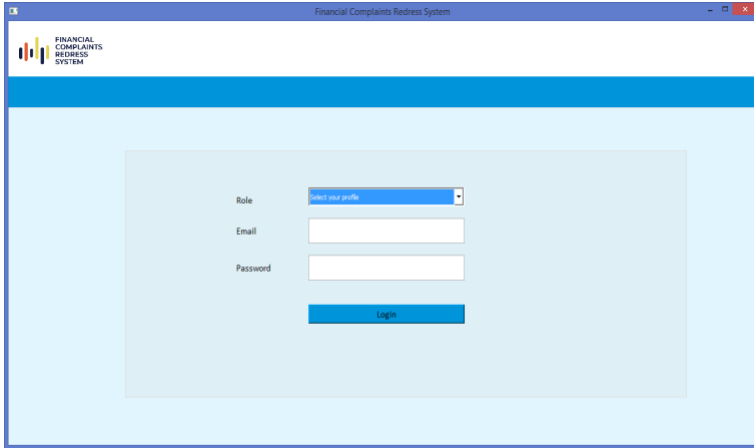 Financial Complaints Redress System
FINANCIAL
COMPLAINTS
REDRESS
SYSTEM
Role
Select your profile
Email
Password
Login